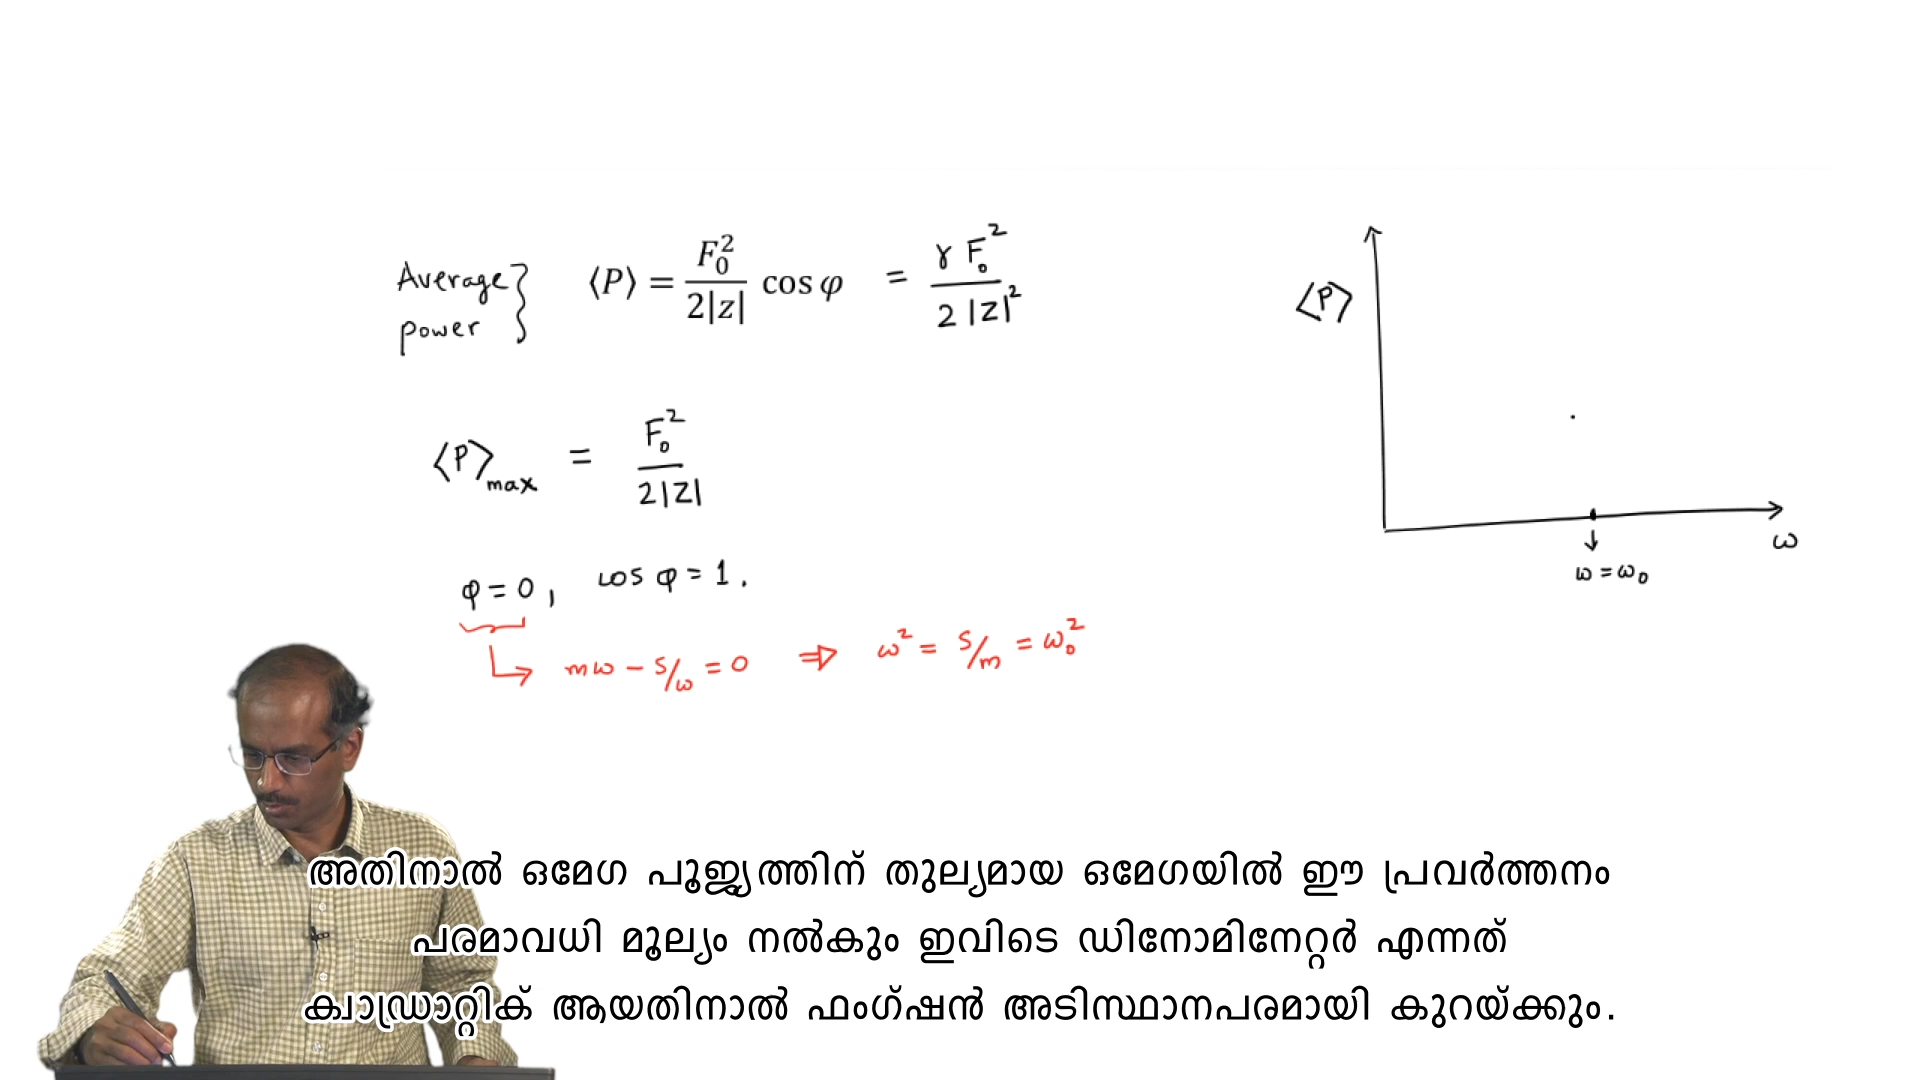 Average power } ⟨P⟩ = F₀²/2|z| cos φ = γ F₀²/2 |Z|²
⟨P⟩max = F₀²/2|Z|
φ = 0, cos φ = 1.
mω − s/ω = 0 ⇒ ω² = s/m = ω₀²
⟨P⟩
ω
ω = ω₀
അതിനാൽ ഒമേഗ പൂജ്യത്തിന് തുല്യമായ ഒമേഗയിൽ ഈ പ്രവർത്തനം
പരമാവധി മൂല്യം നൽകും ഇവിടെ ഡിനോമിനേറ്റർ എന്നത്
ക്വാഡ്രാറ്റിക് ആയതിനാൽ ഫംഗ്ഷൻ അടിസ്ഥാനപരമായി കുറയ്ക്കും.